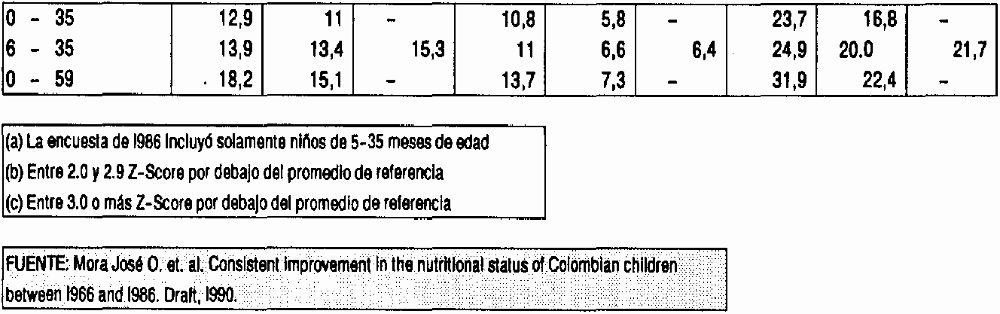 0 - 35 12,9 11 - 10,8 5,8 - 23,7 16,8 -
6 - 35 13,9 13,4 15,3 11 6,6 6,4 24,9 20.0 21,7
0 - 59 18,2 15,1 - 13,7 7,3 - 31,9 22,4 -
(a) La encuesta de 1986 Incluyó solamente niños de 5-35 meses de edad
(b) Entre 2.0 y 2.9 Z-Score por debajo del promedio de referencia
(c) Entre 3.0 o más Z-Score por debajo del promedio de referencia
FUENTE: Mora José O. et. al. Consistent improvement in the nutritional status of Colombian children
between 1966 and 1986. Draft, 1990.